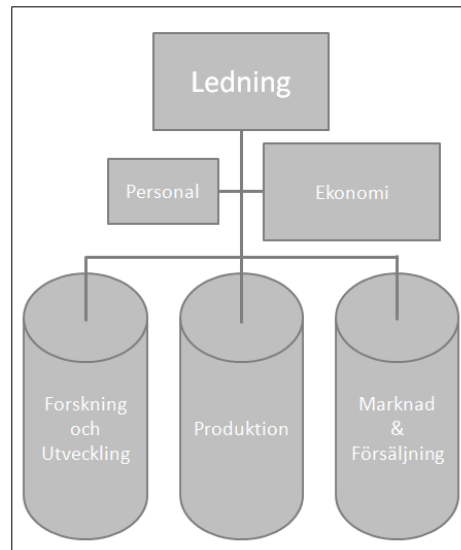 Ledning
Personal
Ekonomi
Forskning
och
Utveckling
Produktion
Marknad
&
Försäljning